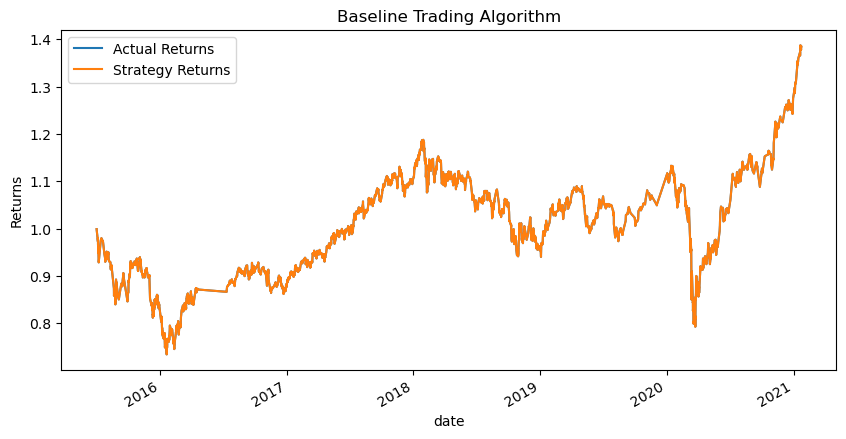 Baseline Trading Algorithm
Actual Returns
Strategy Returns
Returns
1.4
1.3
1.2
1.1
1.0
0.9
0.8
2016
2017
2018
2019
2020
2021
date